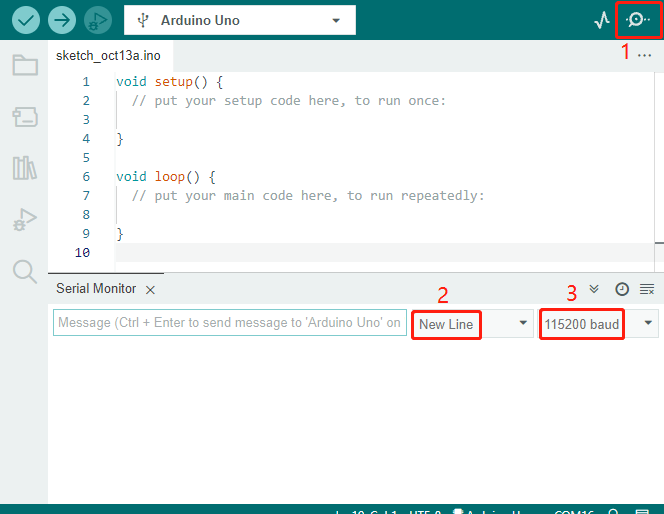 Arduino Uno
1
sketch_oct13a.ino
1 void setup() {
2 // put your setup code here, to run once:
3
4 }
5
6 void loop() {
7 // put your main code here, to run repeatedly:
8
9 }
10
2
3
Serial Monitor
Message (Ctrl + Enter to send message to 'Arduino Uno' on
New Line
115200 baud